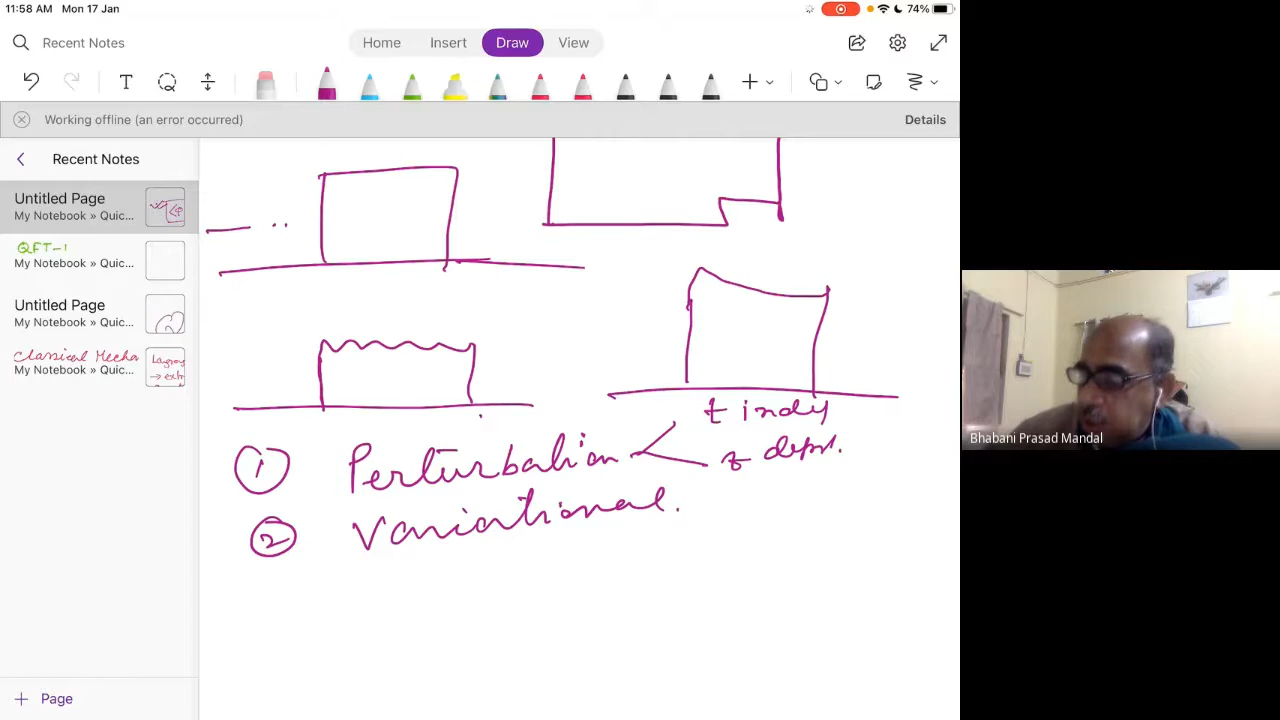 11:58 AM Mon 17 Jan
74%
Recent Notes
Home Insert Draw View
Working offline (an error occurred)
Details
Recent Notes
Untitled Page
My Notebook » Quic...
QFT-1
My Notebook » Quic...
Untitled Page
My Notebook » Quic...
Classical Mecha
My Notebook » Quic...
t indp
① Perturbation
② Variational.
Page
Bhabani Prasad Mandal